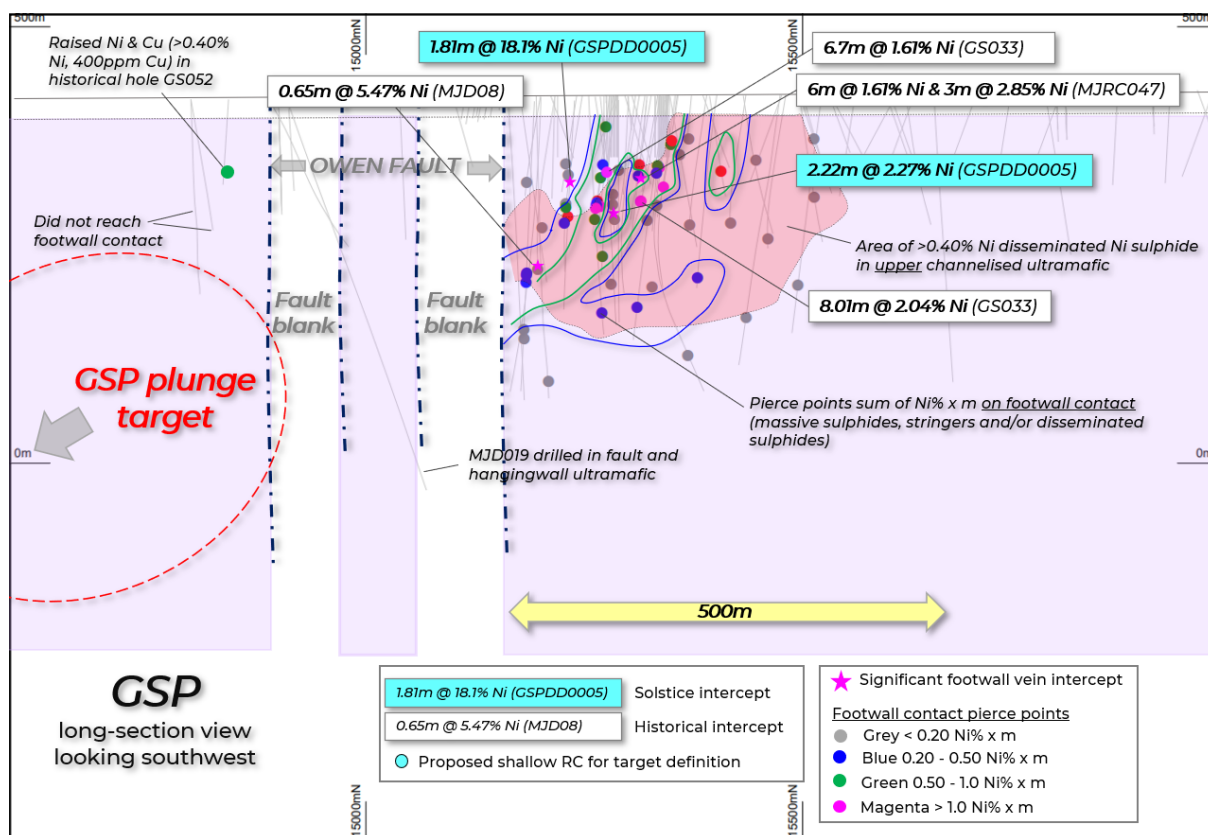 500m
15000mN
15500mN
500m
Raised Ni & Cu (>0.40%
Ni, 400ppm Cu) in
historical hole GS052
1.81m @ 18.1% Ni (GSPDD0005)
6.7m @ 1.61% Ni (GS033)
0.65m @ 5.47% Ni (MJD08)
6m @ 1.61% Ni & 3m @ 2.85% Ni (MJRC047)
OWEN FAULT
2.22m @ 2.27% Ni (GSPDD0005)
Did not reach
footwall contact
Area of >0.40% Ni disseminated Ni sulphide
in upper channelised ultramafic
Fault
blank
Fault
blank
8.01m @ 2.04% Ni (GS033)
GSP plunge
target
Pierce points sum of Ni% x m on footwall contact
(massive sulphides, stringers and/or disseminated
sulphides)
0m
MJD019 drilled in fault and
hangingwall ultramafic
0m
500m
GSP
long-section view
looking southwest
1.81m @ 18.1% Ni (GSPDD0005)
Solstice intercept
0.65m @ 5.47% Ni (MJD08)
Historical intercept
Proposed shallow RC for target definition
Significant footwall vein intercept
Footwall contact pierce points
Grey < 0.20 Ni% x m
Blue 0.20 - 0.50 Ni% x m
Green 0.50 - 1.0 Ni% x m
Magenta > 1.0 Ni% x m
15000mN
15500mN